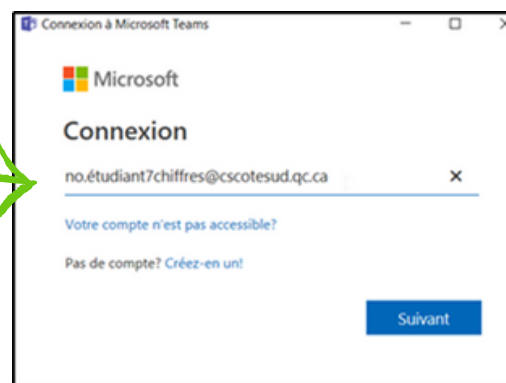 Connexion à Microsoft Teams
Microsoft
Connexion
no.étudiant7chiffres@cscotesud.qc.ca
Votre compte n'est pas accessible?
Pas de compte? Créez-en un!
Suivant